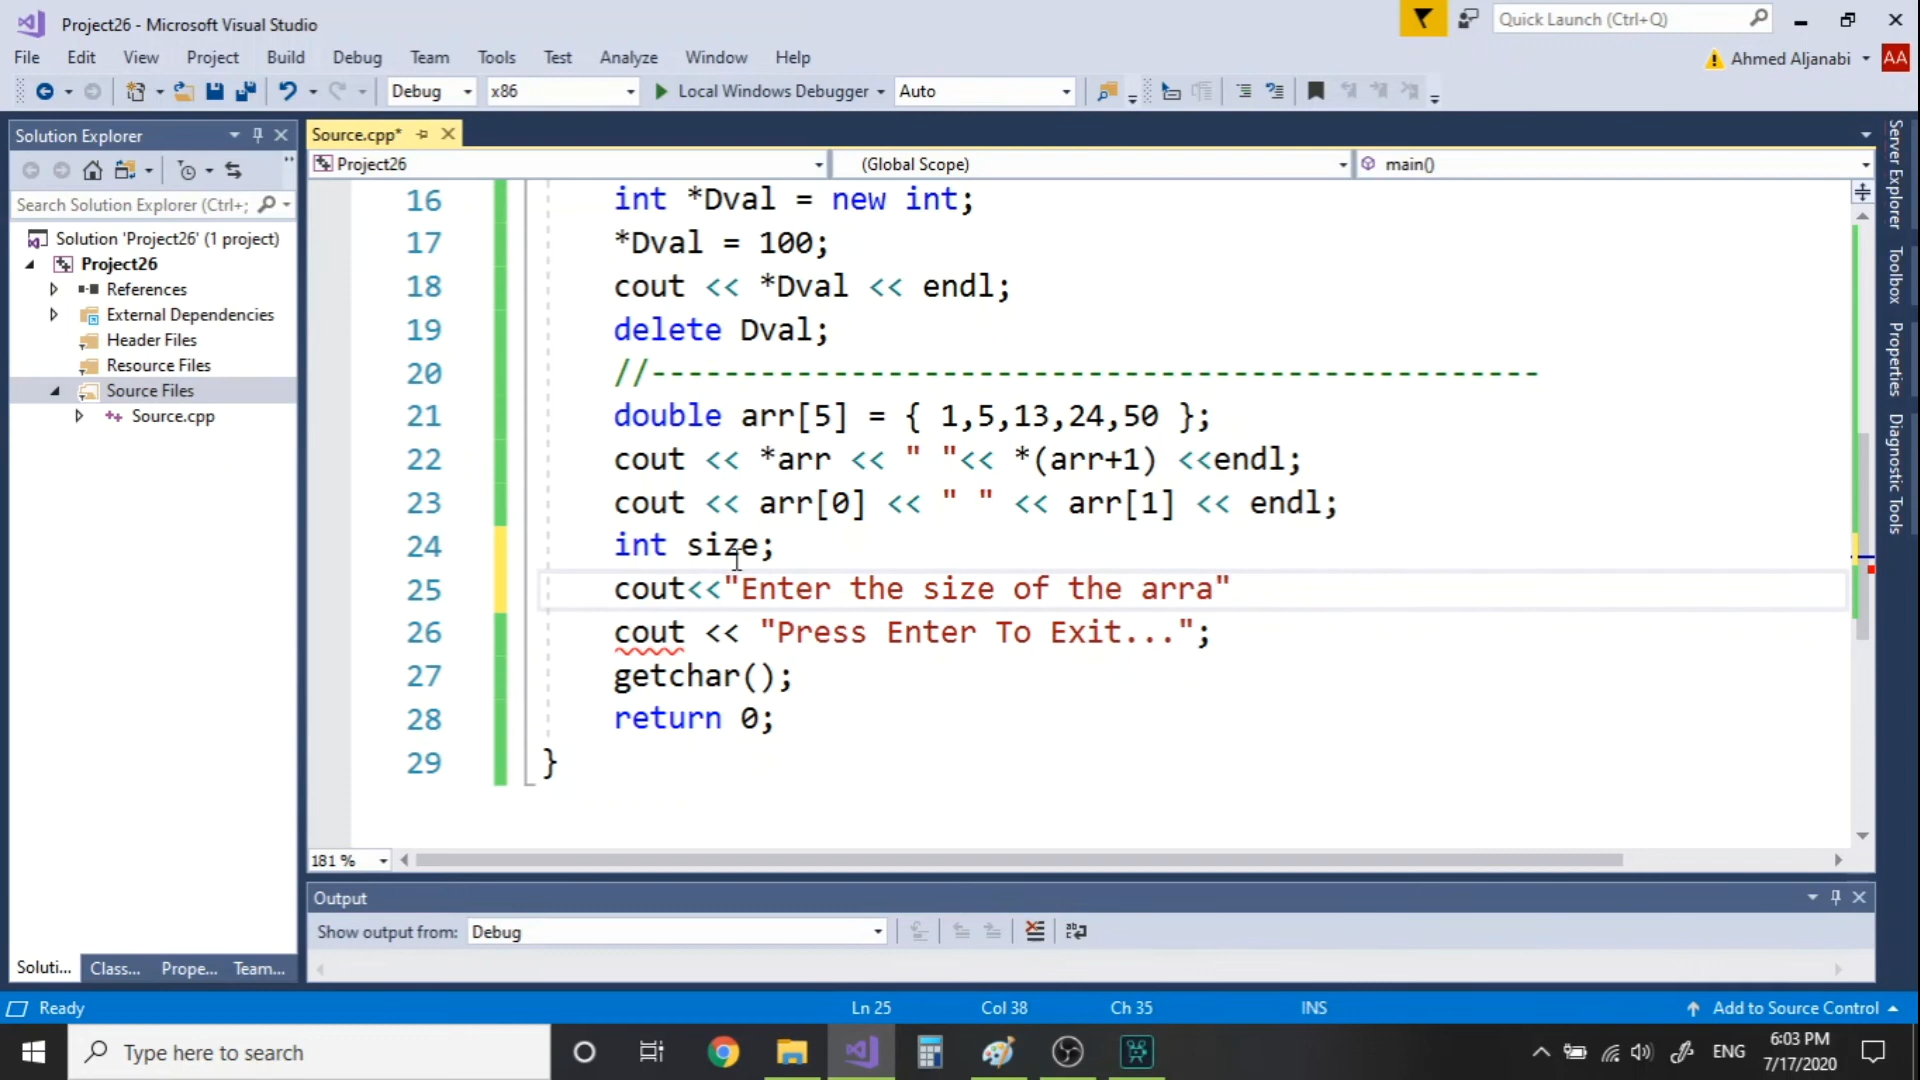 Project26 - Microsoft Visual Studio
Quick Launch (Ctrl+Q)
File Edit View Project Build Debug Team Tools Test Analyze Window Help
Ahmed Aljanabi AA
Debug x86 Local Windows Debugger Auto
Solution Explorer
Source.cpp*
Project26 (Global Scope) main()
Search Solution Explorer (Ctrl+;
Solution 'Project26' (1 project)
Project26
References
External Dependencies
Header Files
Resource Files
Source Files
Source.cpp
16 int *Dval = new int;
17 *Dval = 100;
18 cout << *Dval << endl;
19 delete Dval;
20 //-------------------------------------------------
21 double arr[5] = { 1,5,13,24,50 };
22 cout << *arr << " "<< *(arr+1) <<endl;
23 cout << arr[0] << " " << arr[1] << endl;
24 int size;
25 cout<<"Enter the size of the arra"
26 cout << "Press Enter To Exit...";
27 getchar();
28 return 0;
29 }
181 %
Server Explorer
Toolbox
Properties
Diagnostic Tools
Output
Show output from: Debug
Soluti... Class... Prope... Team...
Ready Ln 25 Col 38 Ch 35 INS Add to Source Control
Type here to search
ENG
6:03 PM
7/17/2020